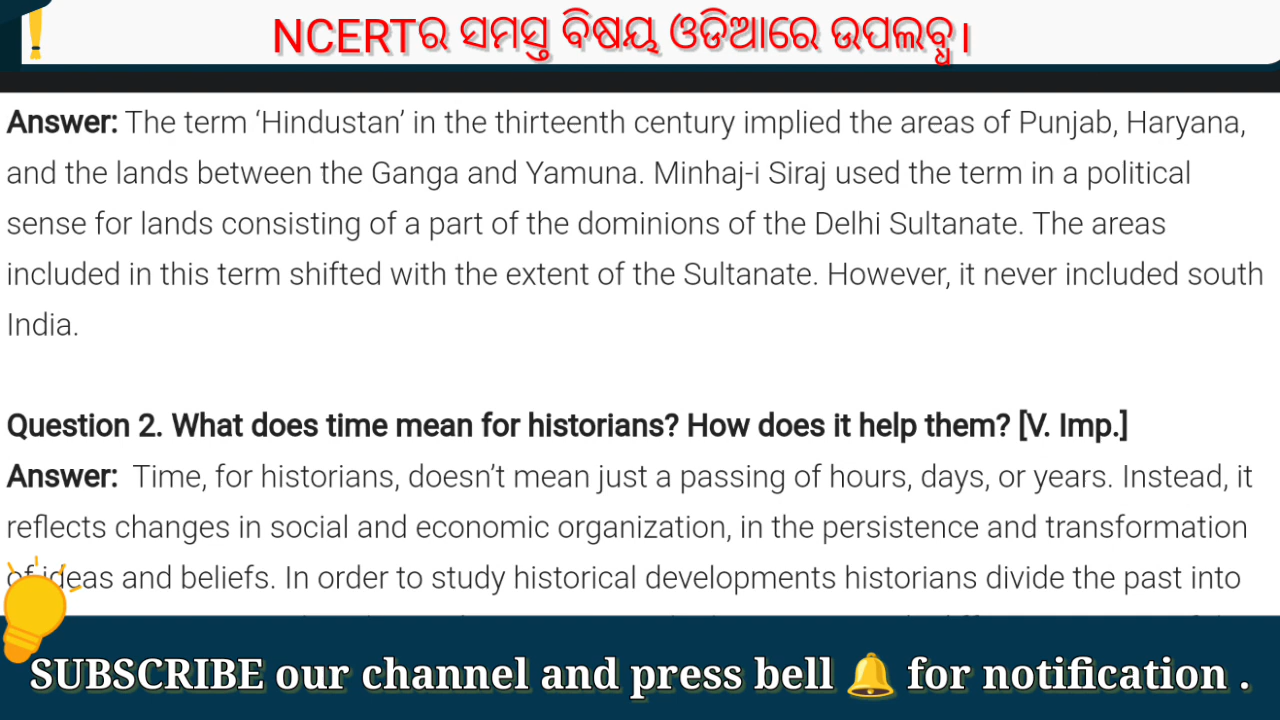 NCERTର ସମସ୍ତ ବିଷୟ ଓଡିଆରେ ଉପଲବ୍ଧ।
Answer: The term ‘Hindustan’ in the thirteenth century implied the areas of Punjab, Haryana,
and the lands between the Ganga and Yamuna. Minhaj-i Siraj used the term in a political
sense for lands consisting of a part of the dominions of the Delhi Sultanate. The areas
included in this term shifted with the extent of the Sultanate. However, it never included south
India.
Question 2. What does time mean for historians? How does it help them? [V. Imp.]
Answer: Time, for historians, doesn’t mean just a passing of hours, days, or years. Instead, it
reflects changes in social and economic organization, in the persistence and transformation
of ideas and beliefs. In order to study historical developments historians divide the past into
SUBSCRIBE our channel and press bell 🔔 for notification .